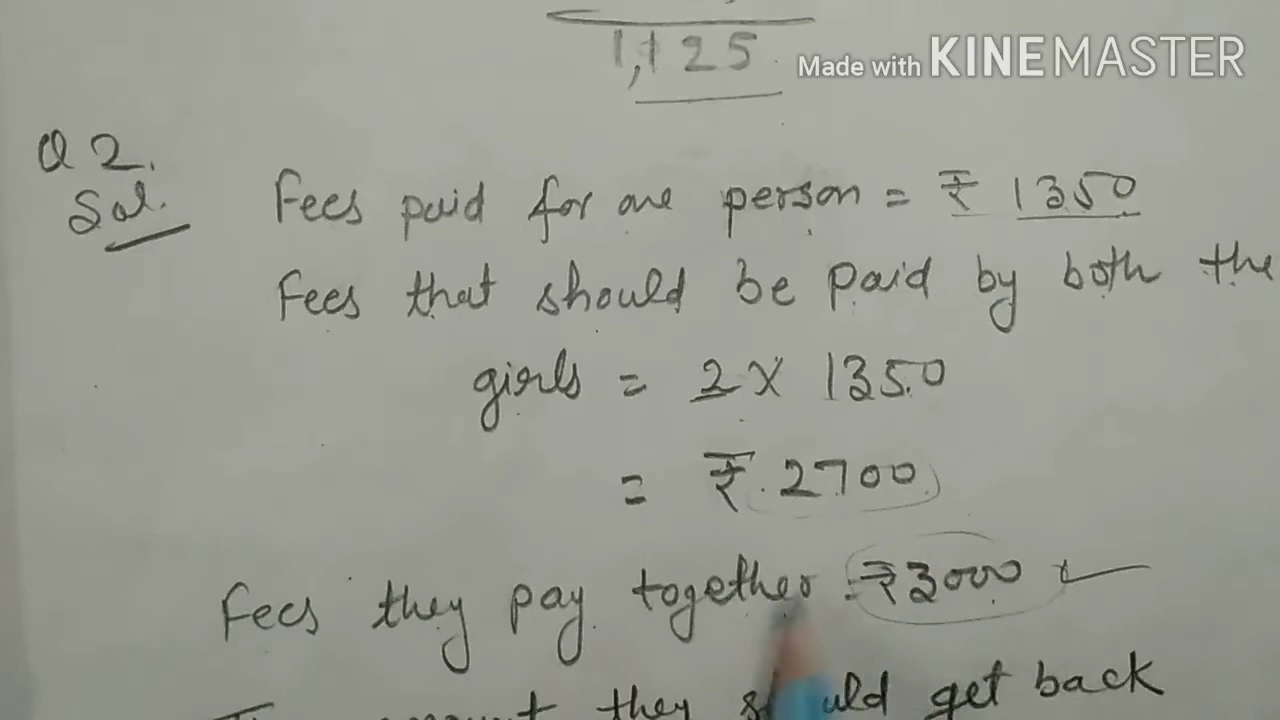 1,125
Made with KINEMASTER
Q 2.
Sol. Fees paid for one person = ₹ 1350
Fees that should be paid by both the
girls = 2 X 1350
= ₹ 2700
Fees they pay together = ₹3000
they should get back